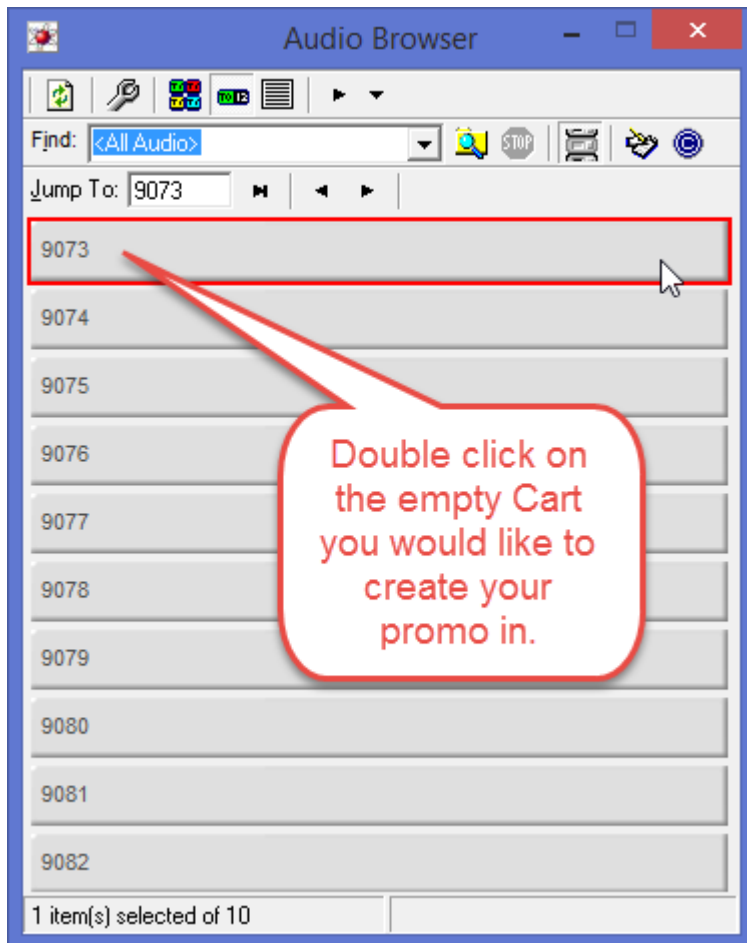 Audio Browser
Find: <All Audio> STOP
Jump To: 9073
9073
9074
9075
9076
9077
9078
9079
9080
9081
9082
Double click on
the empty Cart
you would like to
create your
promo in.
1 item(s) selected of 10